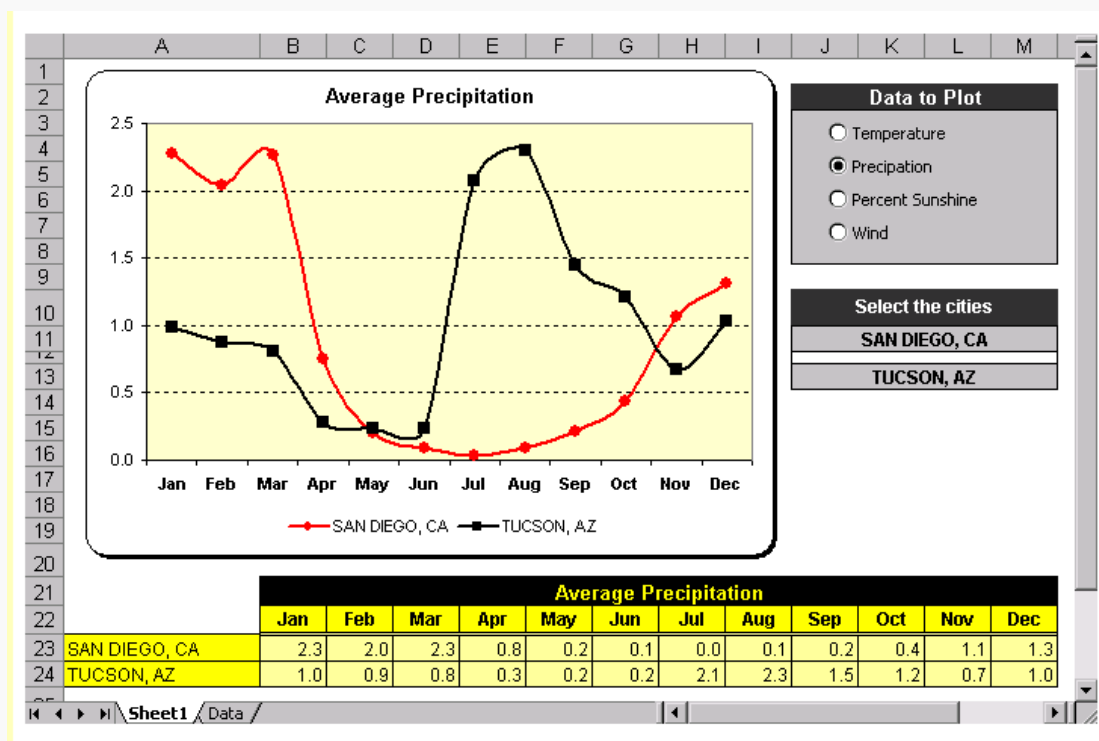 A B C D E F G H I J K L M
1
2
3
4
5
6
7
8
9
10
11
12
13
14
15
16
17
18
19
20
21
22
23
24
Average Precipitation
2.5
2.0
1.5
1.0
0.5
0.0
Jan Feb Mar Apr May Jun Jul Aug Sep Oct Nov Dec
SAN DIEGO, CA TUCSON, AZ
Data to Plot
Temperature
Precipation
Percent Sunshine
Wind
Select the cities
SAN DIEGO, CA
TUCSON, AZ
Average Precipitation
Jan Feb Mar Apr May Jun Jul Aug Sep Oct Nov Dec
SAN DIEGO, CA 2.3 2.0 2.3 0.8 0.2 0.1 0.0 0.1 0.2 0.4 1.1 1.3
TUCSON, AZ 1.0 0.9 0.8 0.3 0.2 0.2 2.1 2.3 1.5 1.2 0.7 1.0
Sheet1 Data